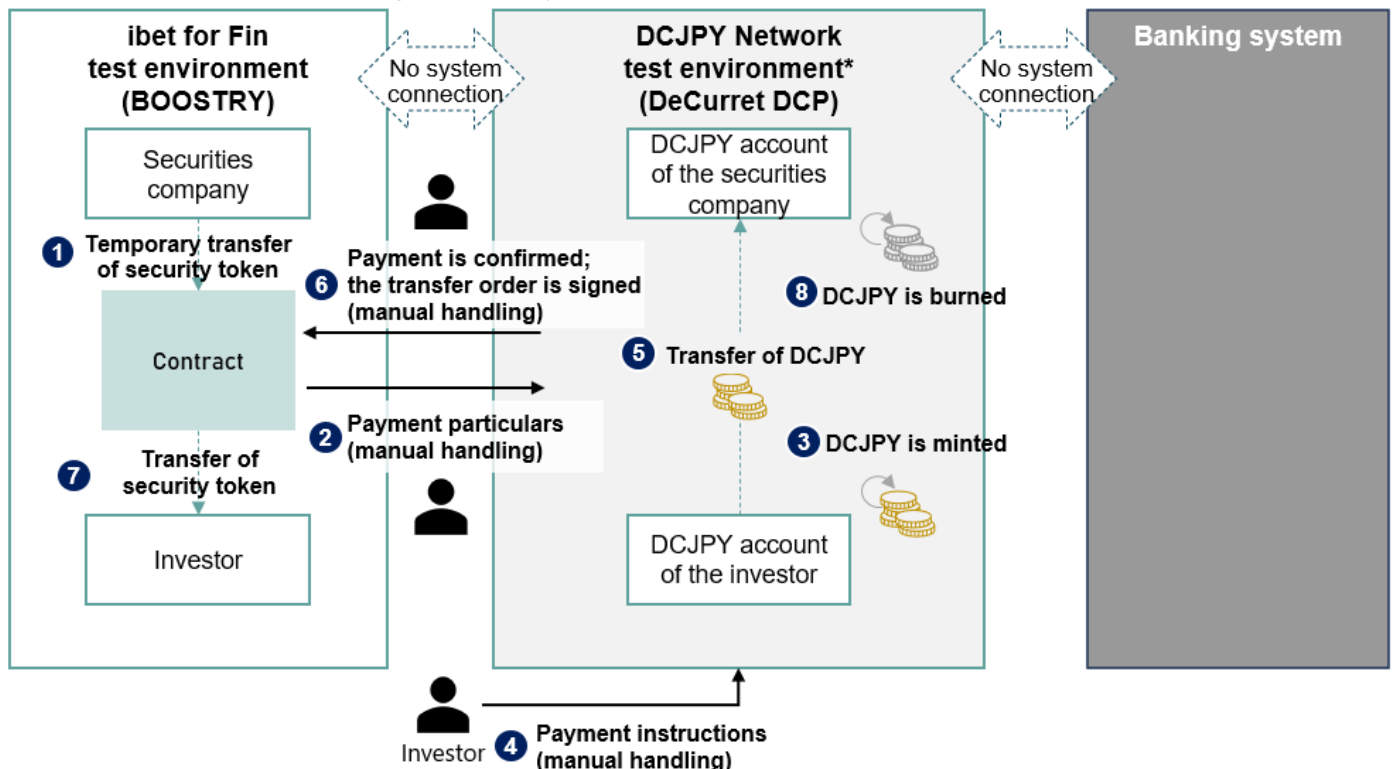 ibet for Fin
test environment
(BOOSTRY)
No system
connection
DCJPY Network
test environment*
(DeCurret DCP)
No system
connection
Banking system
Securities
company
DCJPY account
of the securities
company
1 Temporary transfer
of security token
6 Payment is confirmed;
the transfer order is signed
(manual handling)
8 DCJPY is burned
Contract
5 Transfer of DCJPY
2 Payment particulars
(manual handling)
3 DCJPY is minted
7 Transfer of
security token
Investor
DCJPY account
of the investor
Investor
4 Payment instructions
(manual handling)